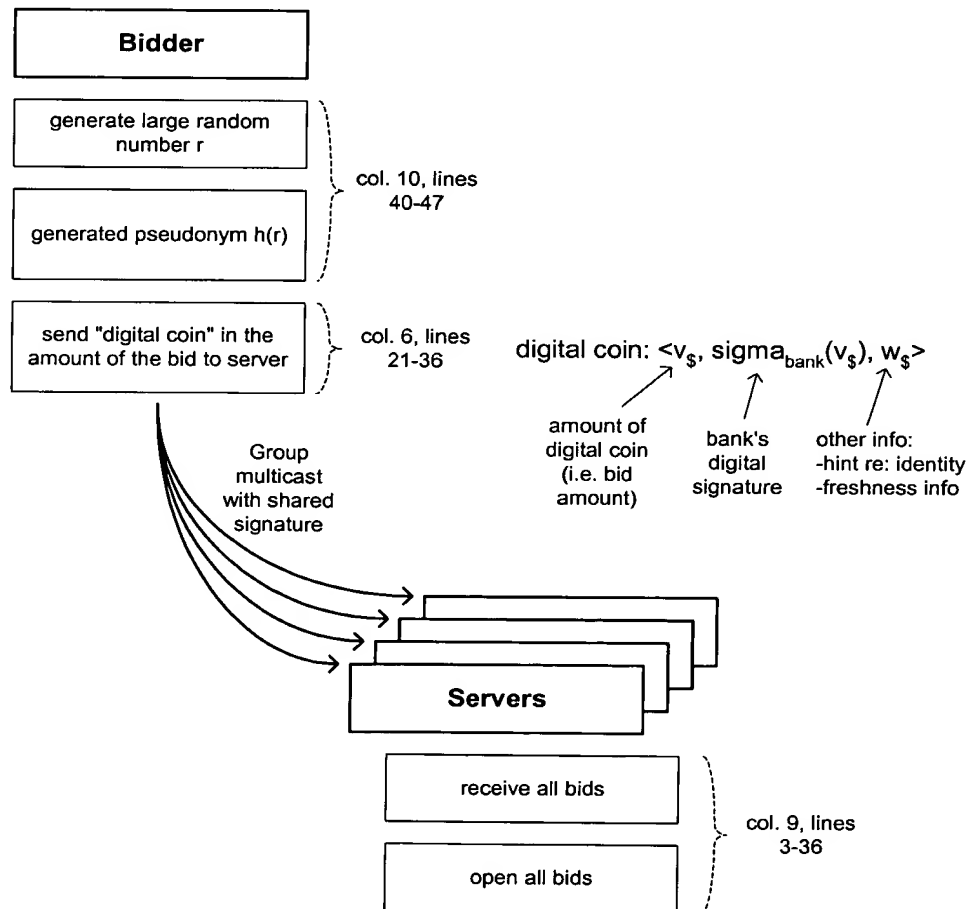 Bidder
generate large random
number r
generated pseudonym h(r)
col. 10, lines
40-47
send "digital coin" in the
amount of the bid to server
col. 6, lines
21-36
digital coin: <v$, sigmabank(v$), w$>
amount of
digital coin
(i.e. bid
amount)
bank's
digital
signature
other info:
-hint re: identity
-freshness info
Group
multicast
with shared
signature
Servers
receive all bids
open all bids
col. 9, lines
3-36